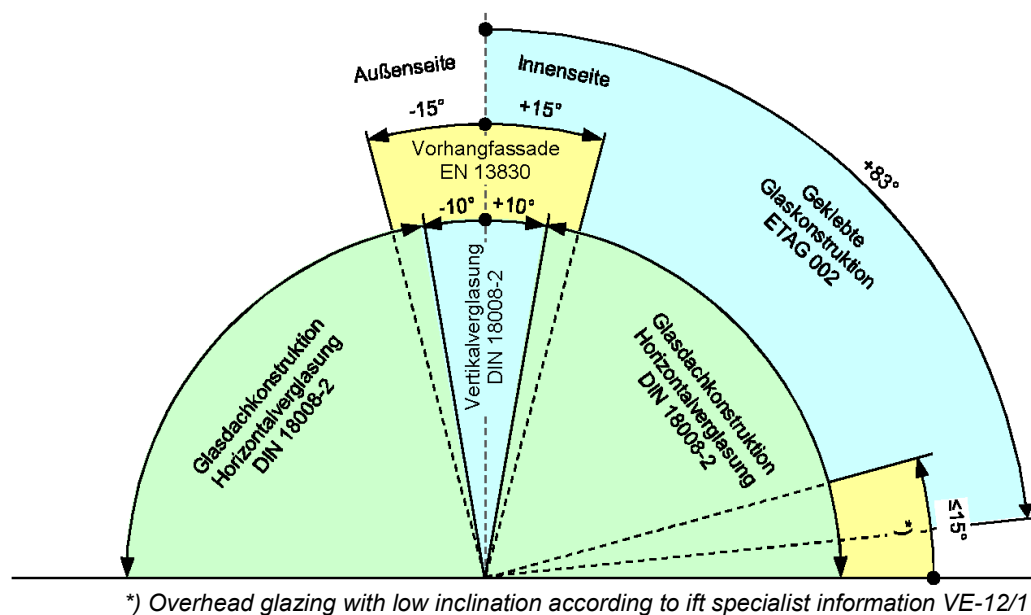 Außenseite
Innenseite
-15°
+15°
Vorhangfassade
EN 13830
-10°
+10°
+83°
Geklebte
Glaskonstruktion
ETAG 002
Vertikalverglasung
DIN 18008-2
Glasdachkonstruktion
Horizontalverglasung
DIN 18008-2
Glasdachkonstruktion
Horizontalverglasung
DIN 18008-2
≤15°
*)
*) Overhead glazing with low inclination according to ift specialist information VE-12/1